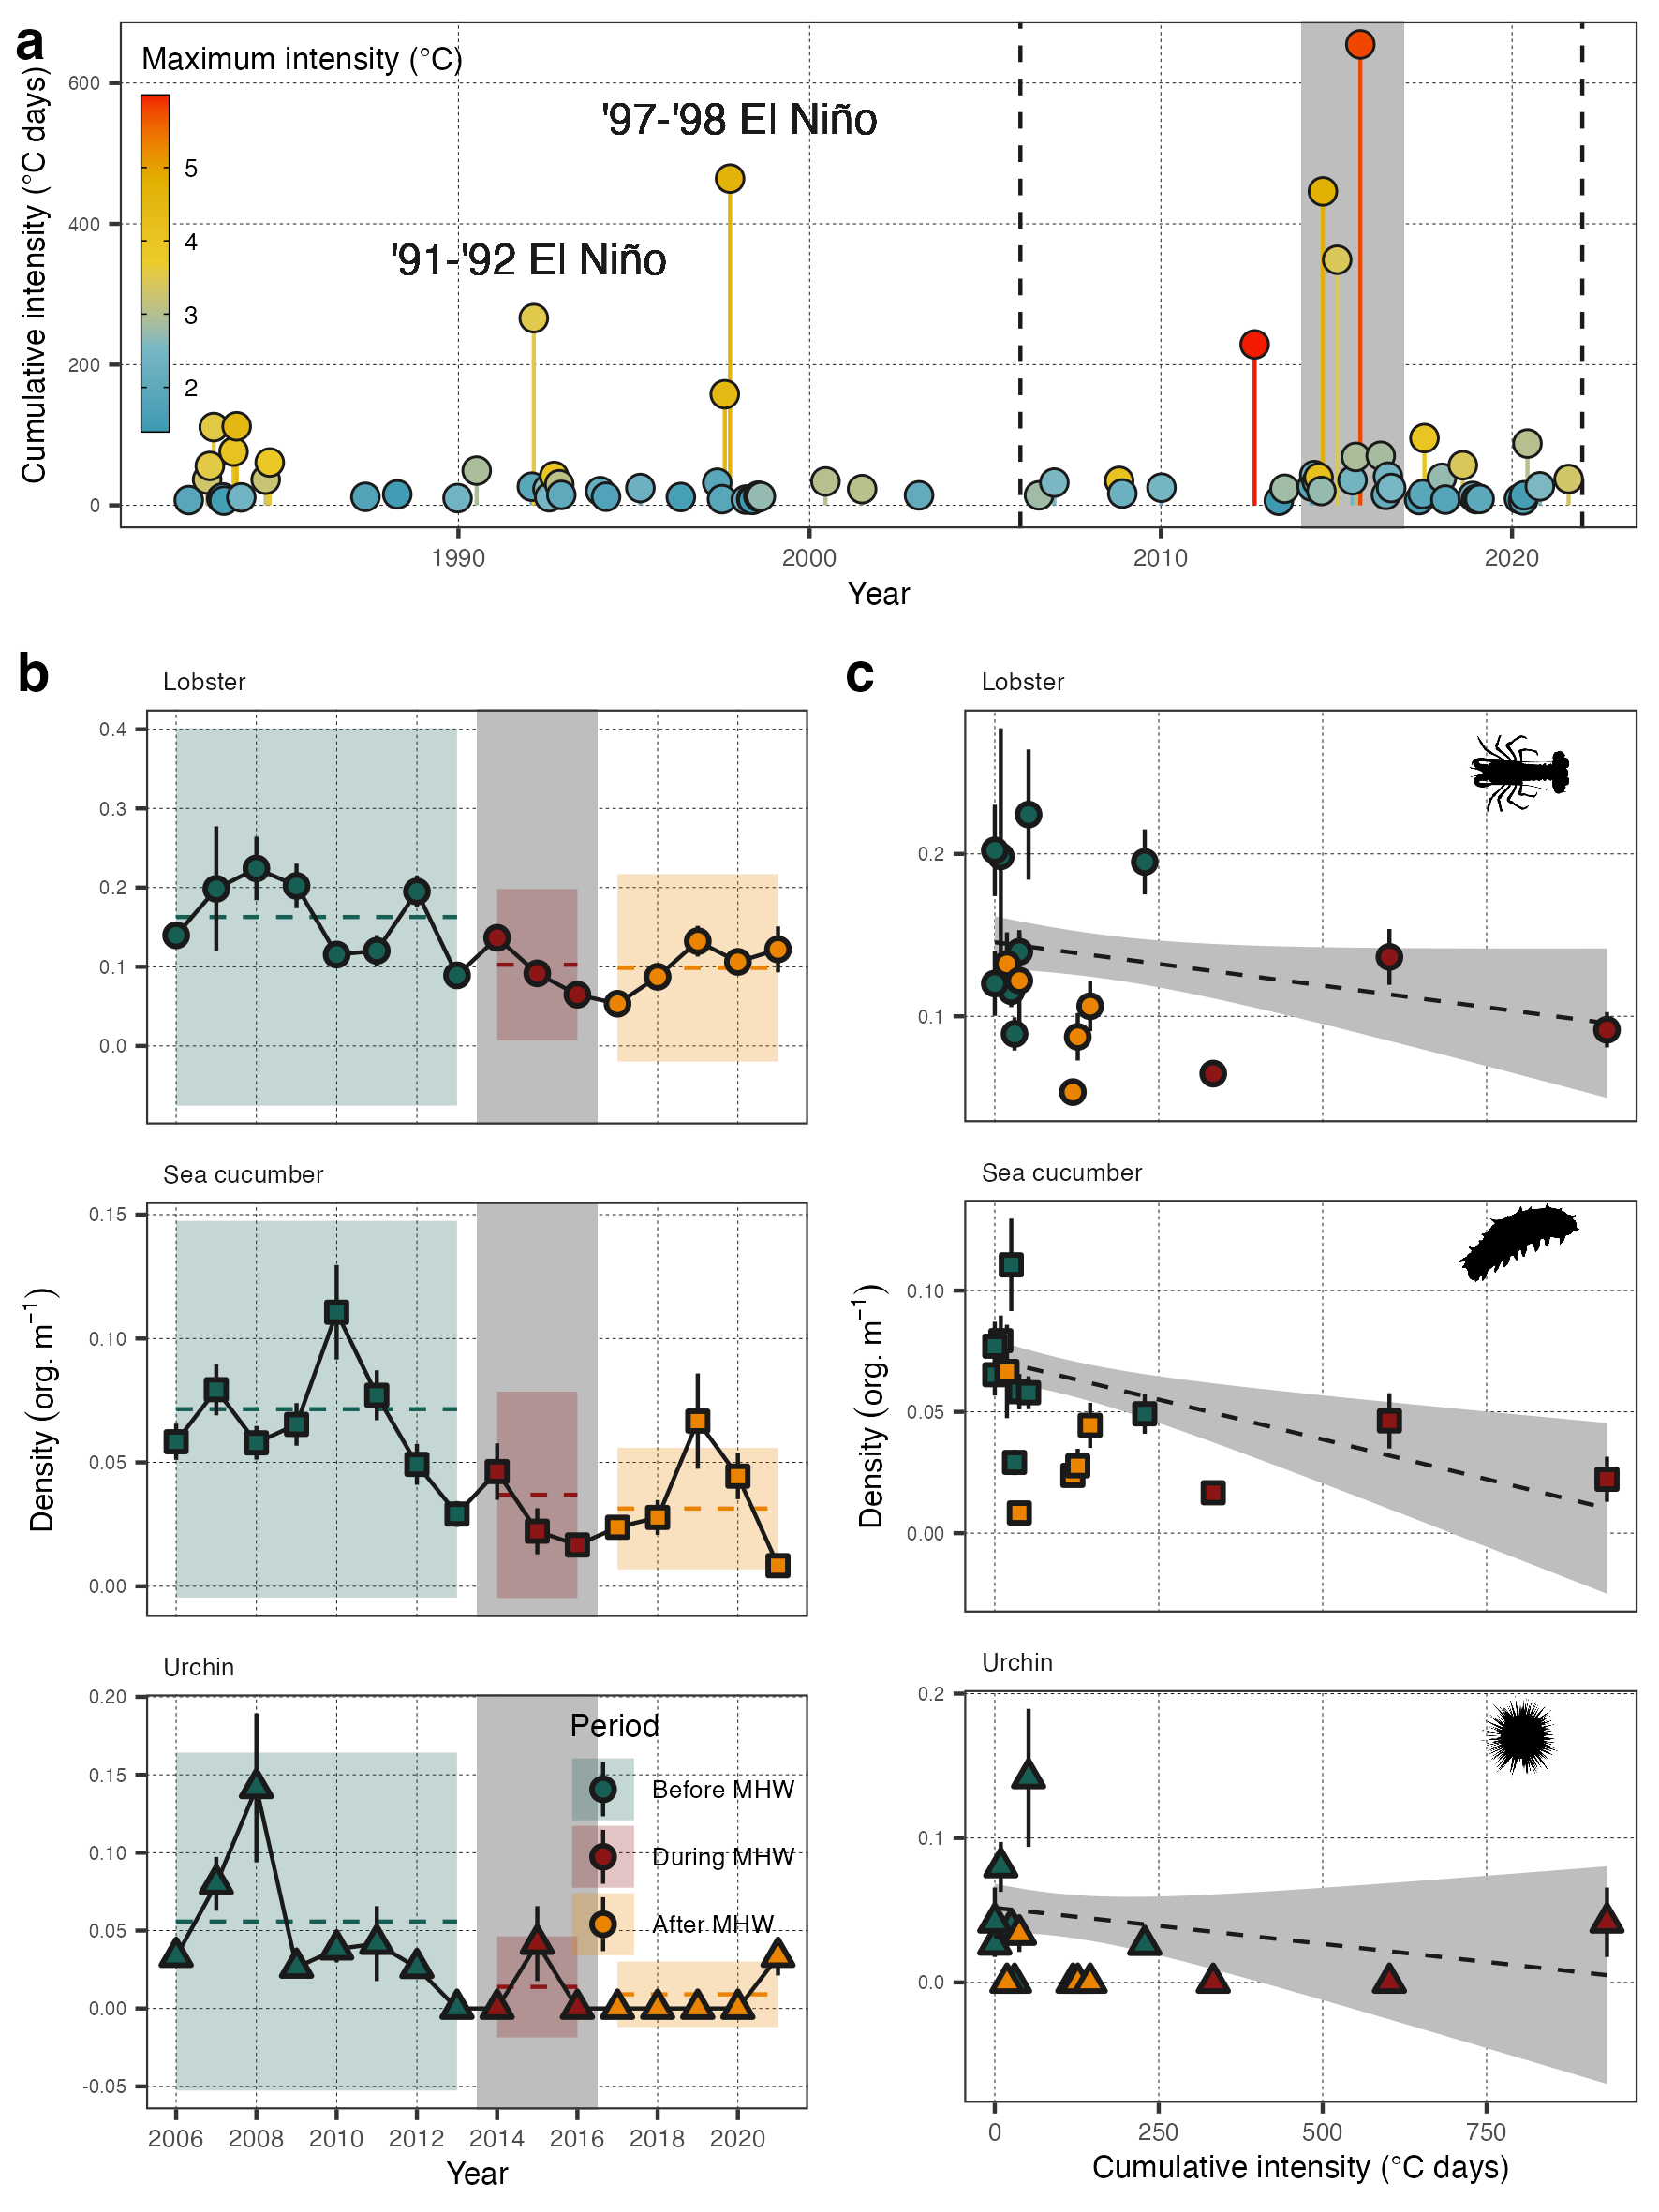 a
Maximum intensity (°C)
5
4
3
2
'97-'98 El Niño
'91-'92 El Niño
Cumulative intensity (°C days)
600
400
200
0
1990
2000
2010
2020
Year
b
Lobster
0.4
0.3
0.2
0.1
0.0
Sea cucumber
0.15
0.10
0.05
0.00
Density (org. m⁻¹)
Urchin
0.20
0.15
0.10
0.05
0.00
-0.05
Period
Before MHW
During MHW
After MHW
2006
2008
2010
2012
2014
2016
2018
2020
Year
c
Lobster
0.2
0.1
Sea cucumber
0.10
0.05
0.00
Density (org. m⁻¹)
Urchin
0.2
0.1
0.0
0
250
500
750
Cumulative intensity (°C days)